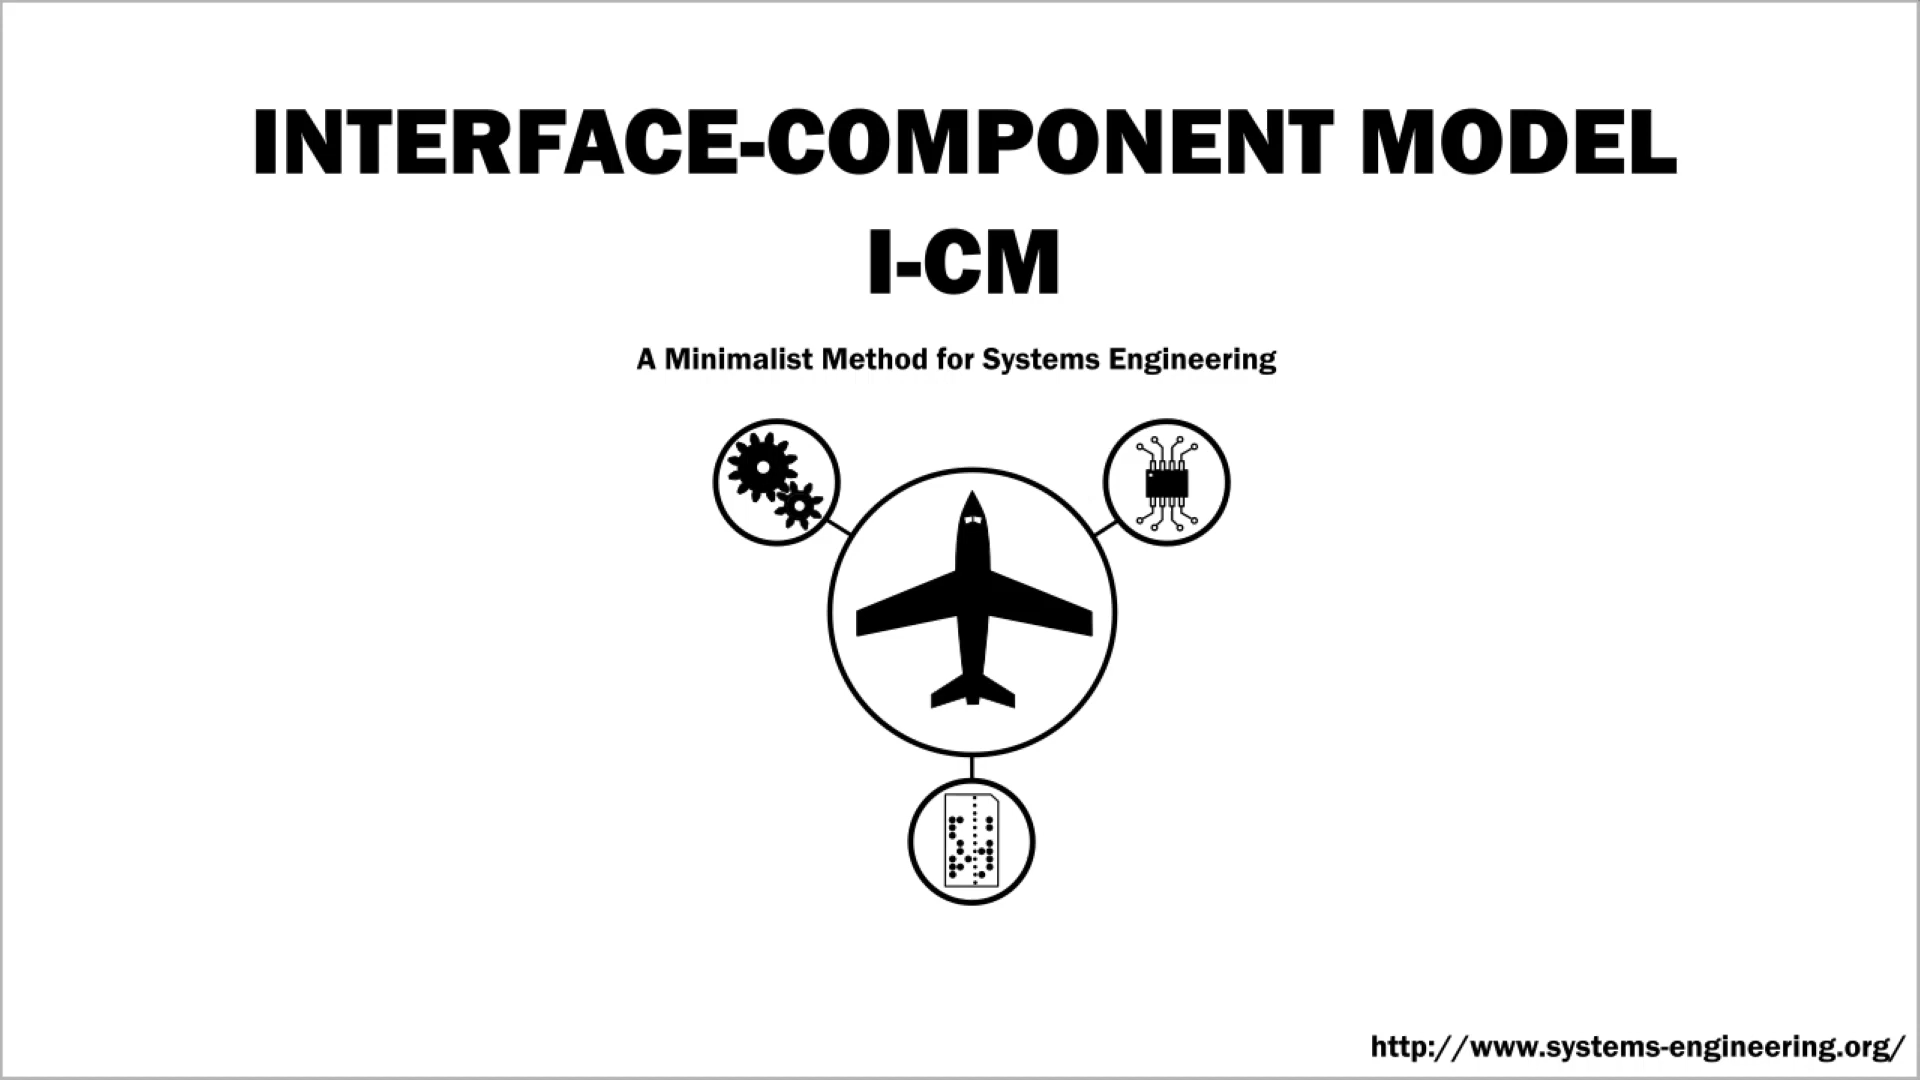 INTERFACE-COMPONENT MODEL
I-CM
A Minimalist Method for Systems Engineering
http://www.systems-engineering.org/